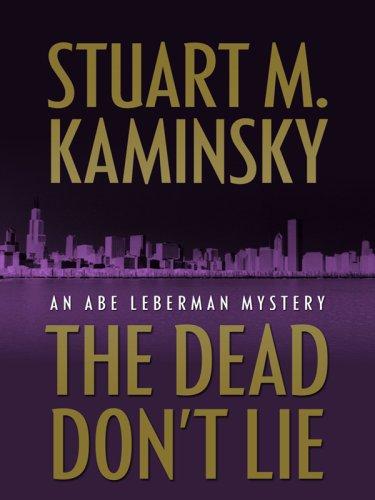 STUART M.
KAMINSKY
AN ABE LEBERMAN MYSTERY
THE DEAD
DON'T LIE